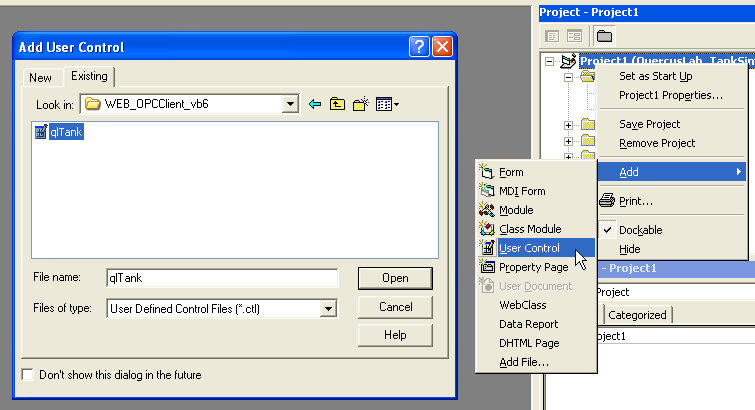 Add User Control
New
Existing
Look in:
WEB_OPCClient_vb6
qlTank
File name:
qlTank
Open
Files of type:
User Defined Control Files (*.ctl)
Cancel
Help
Don't show this dialog in the future
Project - Project1
Project1 (QuercusLab_TankSim
Set as Start Up
Project1 Properties...
Save Project
Remove Project
Add
Print...
Dockable
Hide
Form
MDI Form
Module
Class Module
User Control
Property Page
User Document
WebClass
Data Report
DHTML Page
Add File...
- Project1
Project
Categorized
oject1